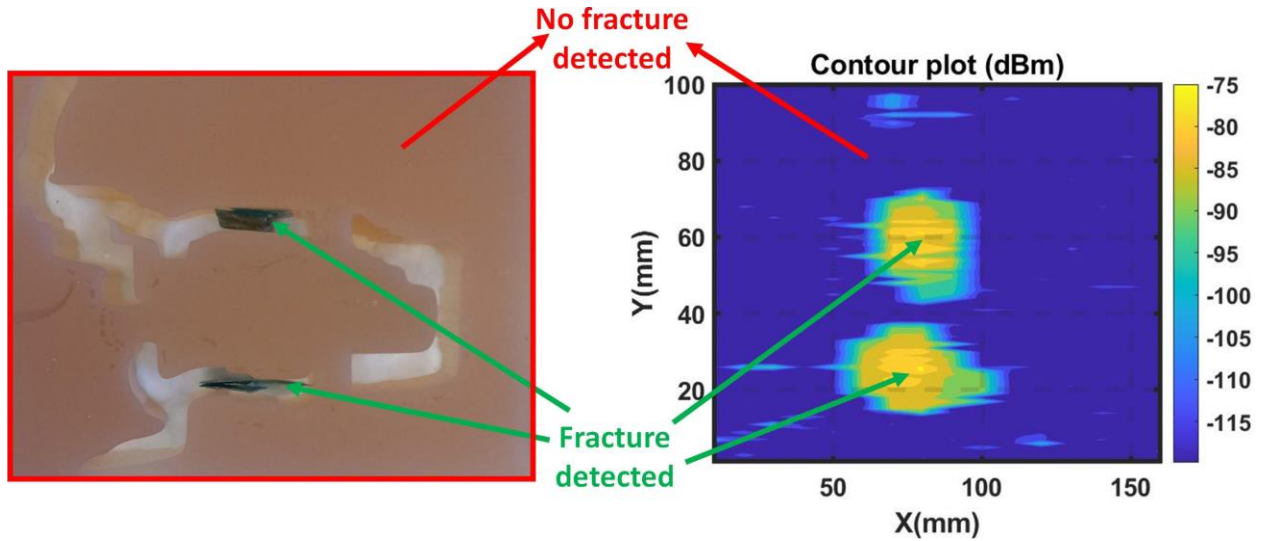 No fracture
detected
Contour plot (dBm)
100
80
60
40
20
Y(mm)
50
100
150
X(mm)
-75
-80
-85
-90
-95
-100
-105
-110
-115
Fracture
detected